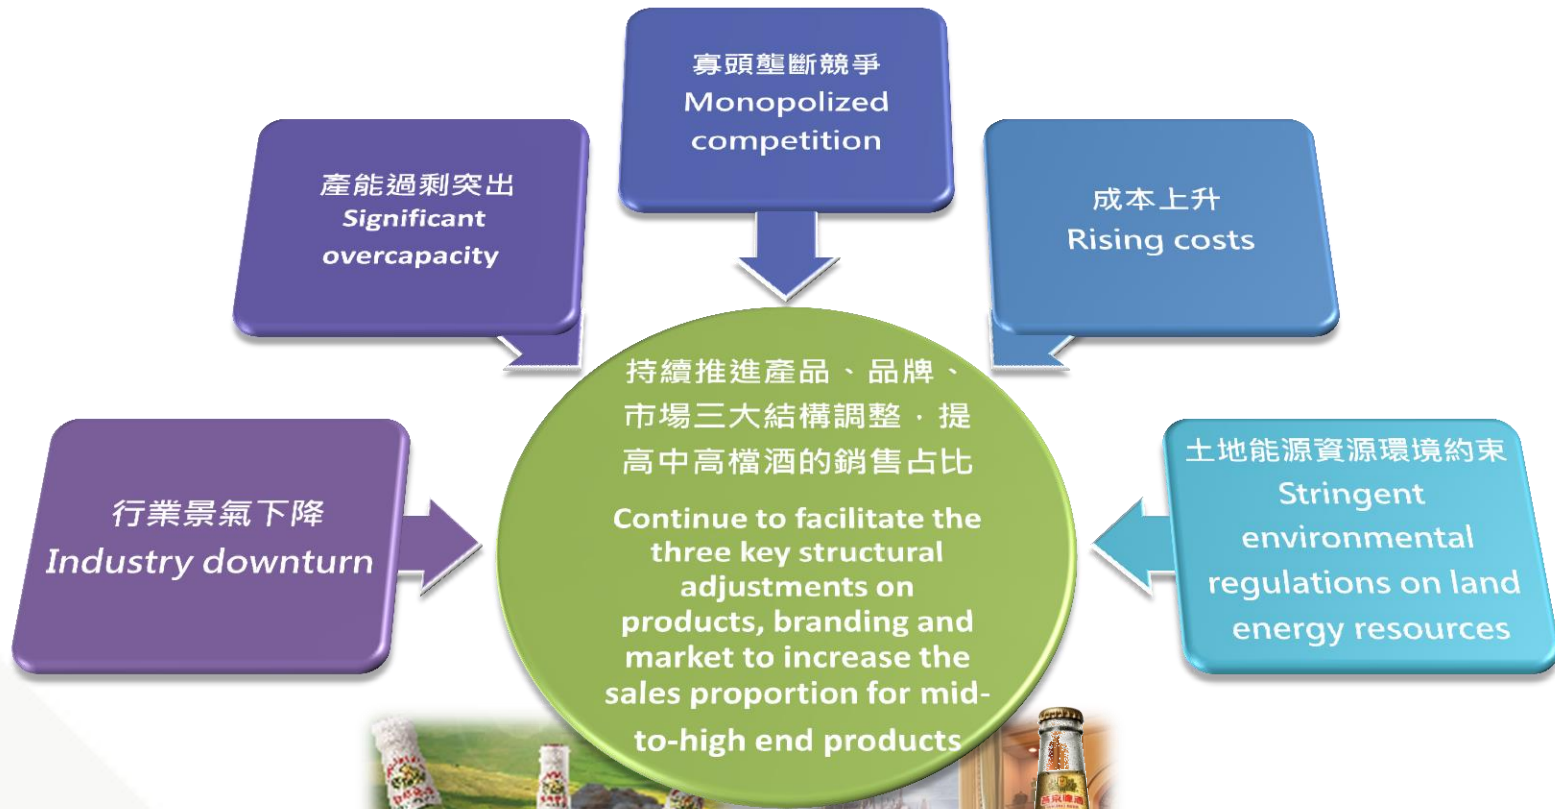 寡頭壟斷競爭
Monopolized
competition
產能過剩突出
Significant
overcapacity
成本上升
Rising costs
行業景氣下降
Industry downturn
持續推進產品、品牌、
市場三大結構調整，提
高中高檔酒的銷售占比
Continue to facilitate the
three key structural
adjustments on
products, branding and
market to increase the
sales proportion for mid-
to-high end products
土地能源資源環境約束
Stringent
environmental
regulations on land
energy resources
燕京啤酒